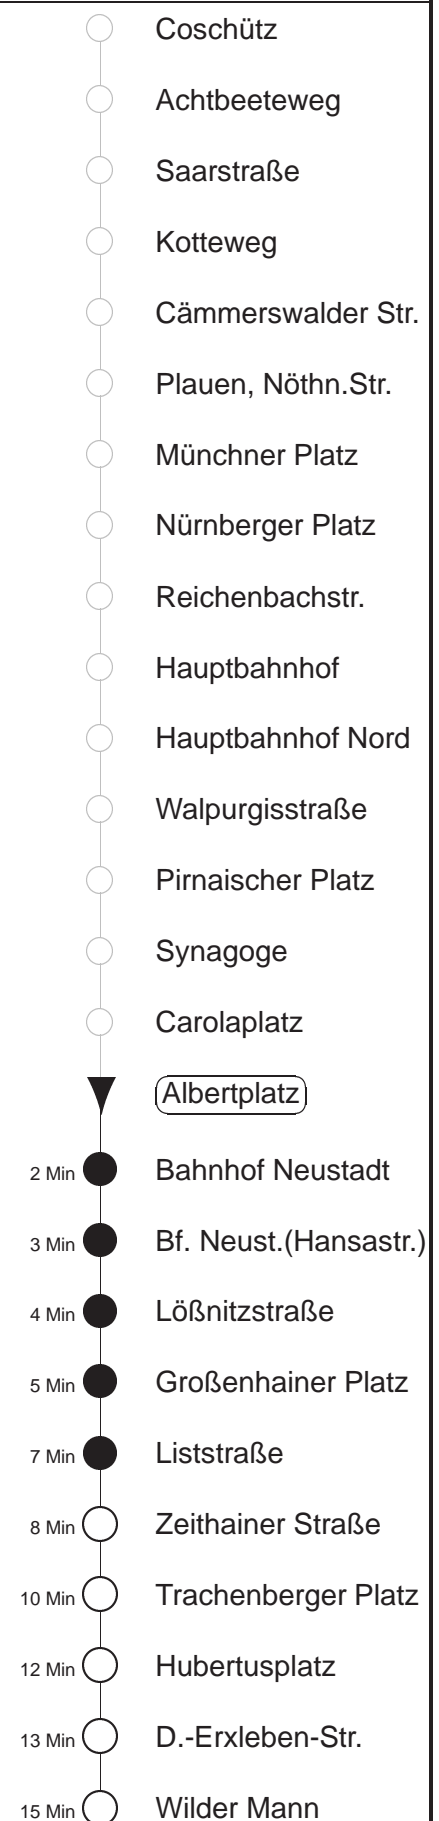 Coschütz
Achtbeeteweg
Saarstraße
Kotteweg
Cämmerswalder Str.
Plauen, Nöthn.Str.
Münchner Platz
Nürnberger Platz
Reichenbachstr.
Hauptbahnhof
Hauptbahnhof Nord
Walpurgisstraße
Pirnaischer Platz
Synagoge
Carolaplatz
Albertplatz
2 Min Bahnhof Neustadt
3 Min Bf. Neust.(Hansastr.)
4 Min Lößnitzstraße
5 Min Großenhainer Platz
7 Min Liststraße
8 Min Zeithainer Straße
10 Min Trachenberger Platz
12 Min Hubertusplatz
13 Min D.-Erxleben-Str.
15 Min Wilder Mann